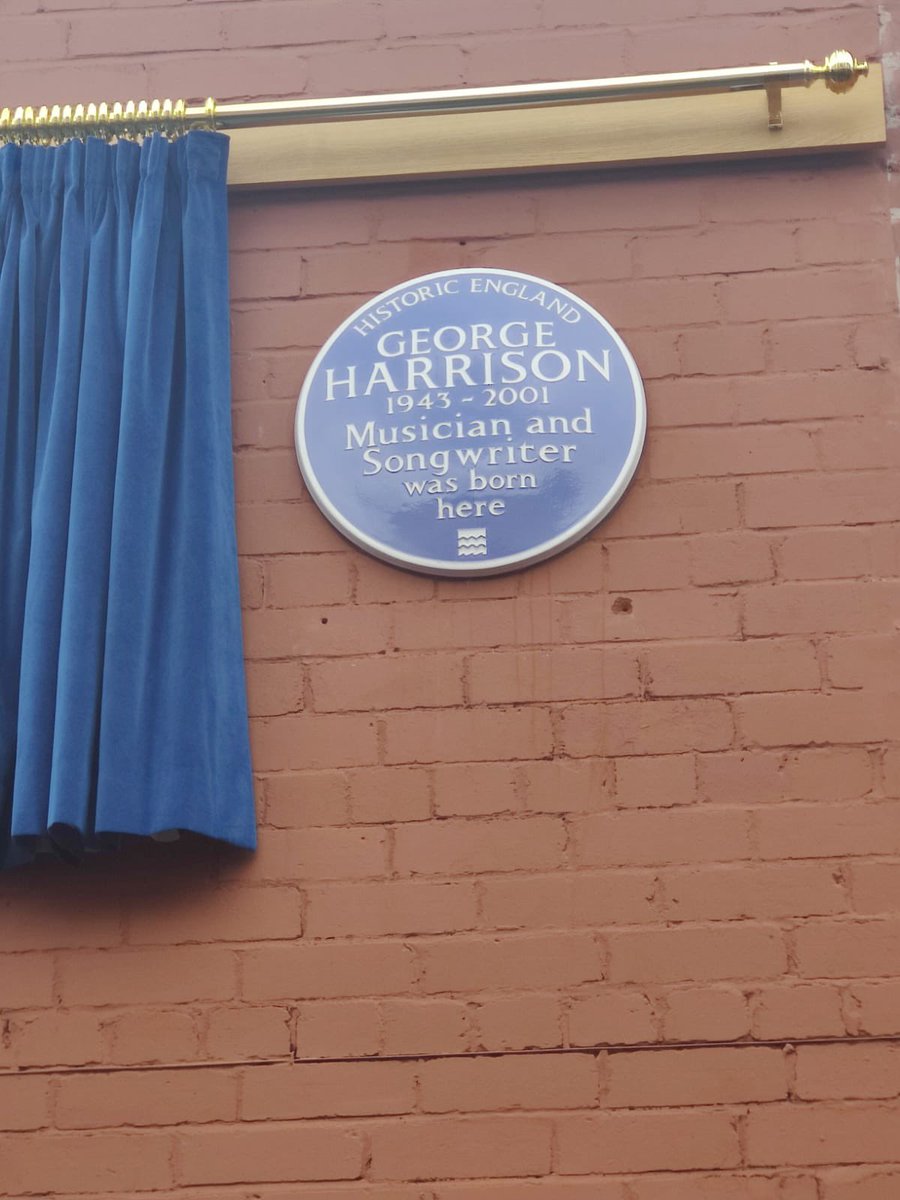 HISTORIC ENGLAND
GEORGE
HARRISON
1943 - 2001
Musician and
Songwriter
was born
here